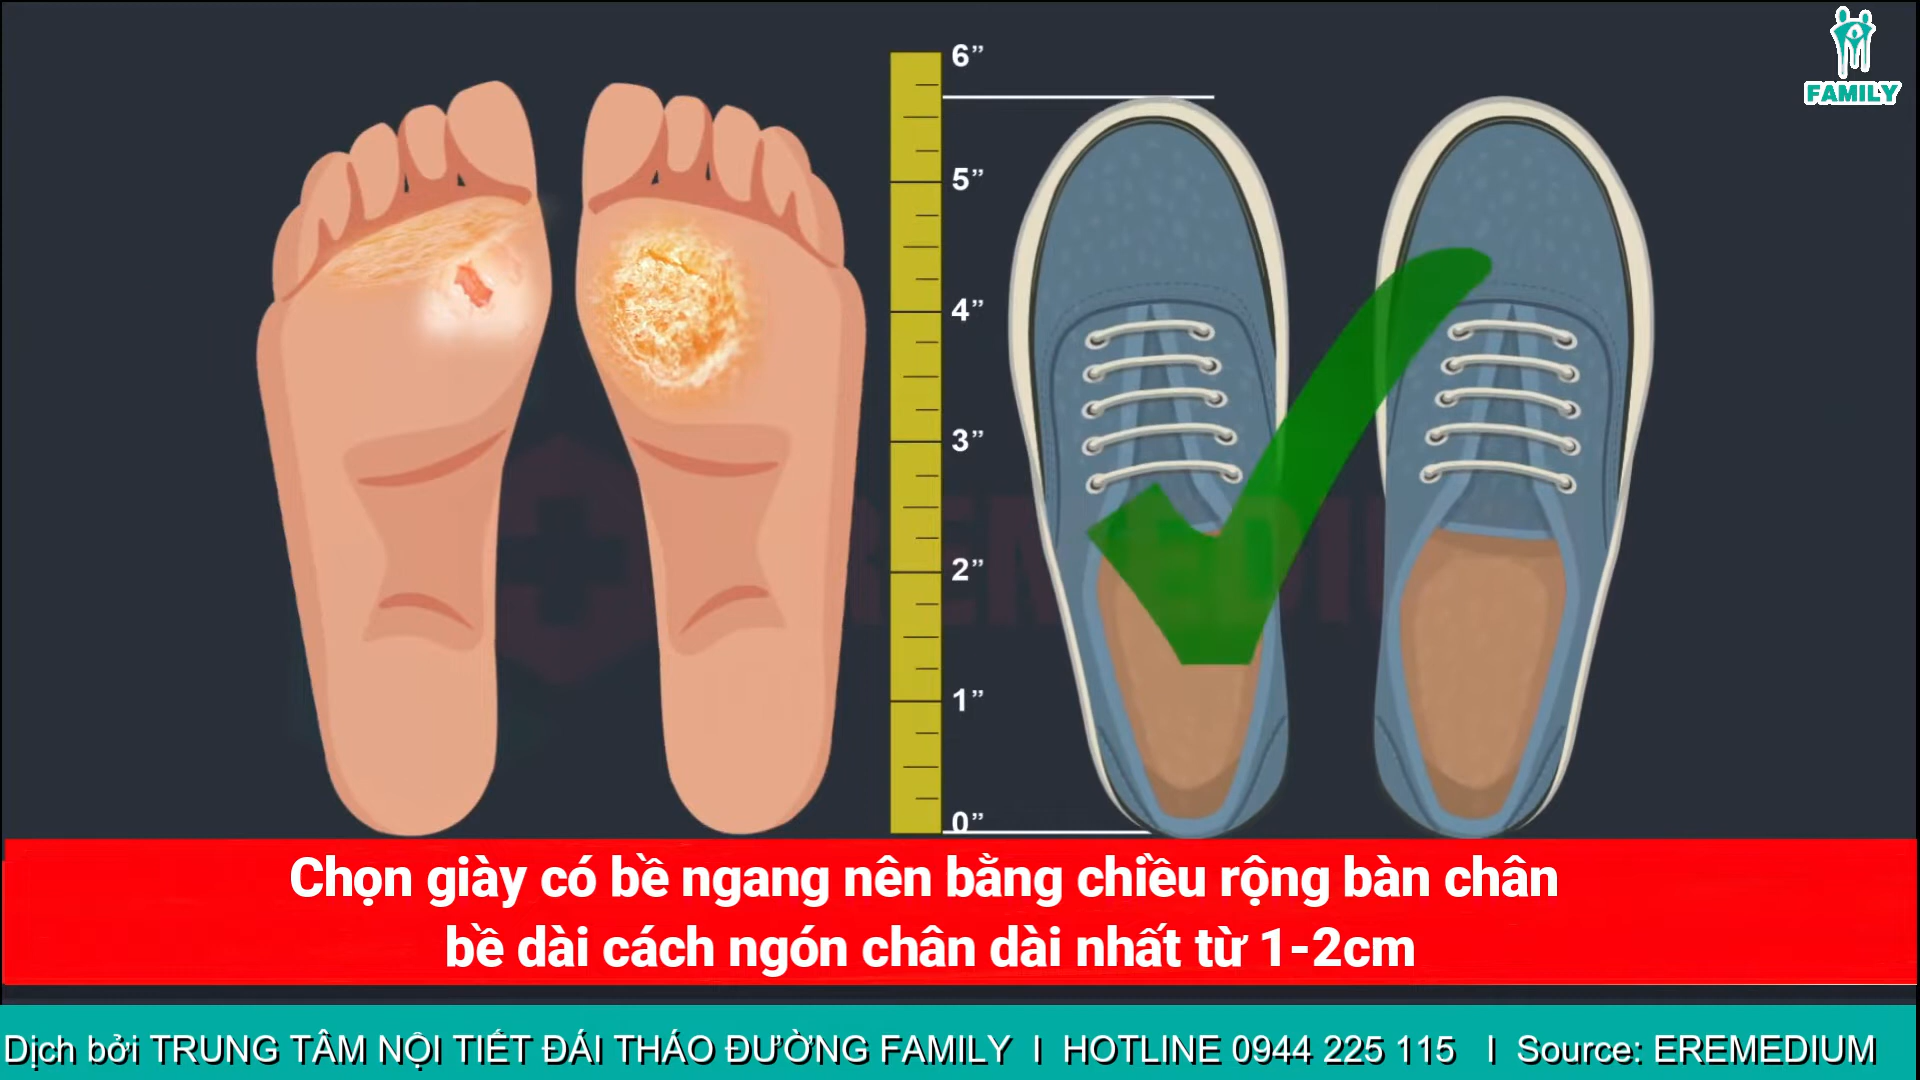 FAMILY
6”
5”
4”
3”
2”
1”
0”
EREMEDIUM
Chọn giày có bề ngang nên bằng chiều rộng bàn chân
bề dài cách ngón chân dài nhất từ 1-2cm
Dịch bởi TRUNG TÂM NỘI TIẾT ĐÁI THÁO ĐƯỜNG FAMILY I HOTLINE 0944 225 115 I Source: EREMEDIUM